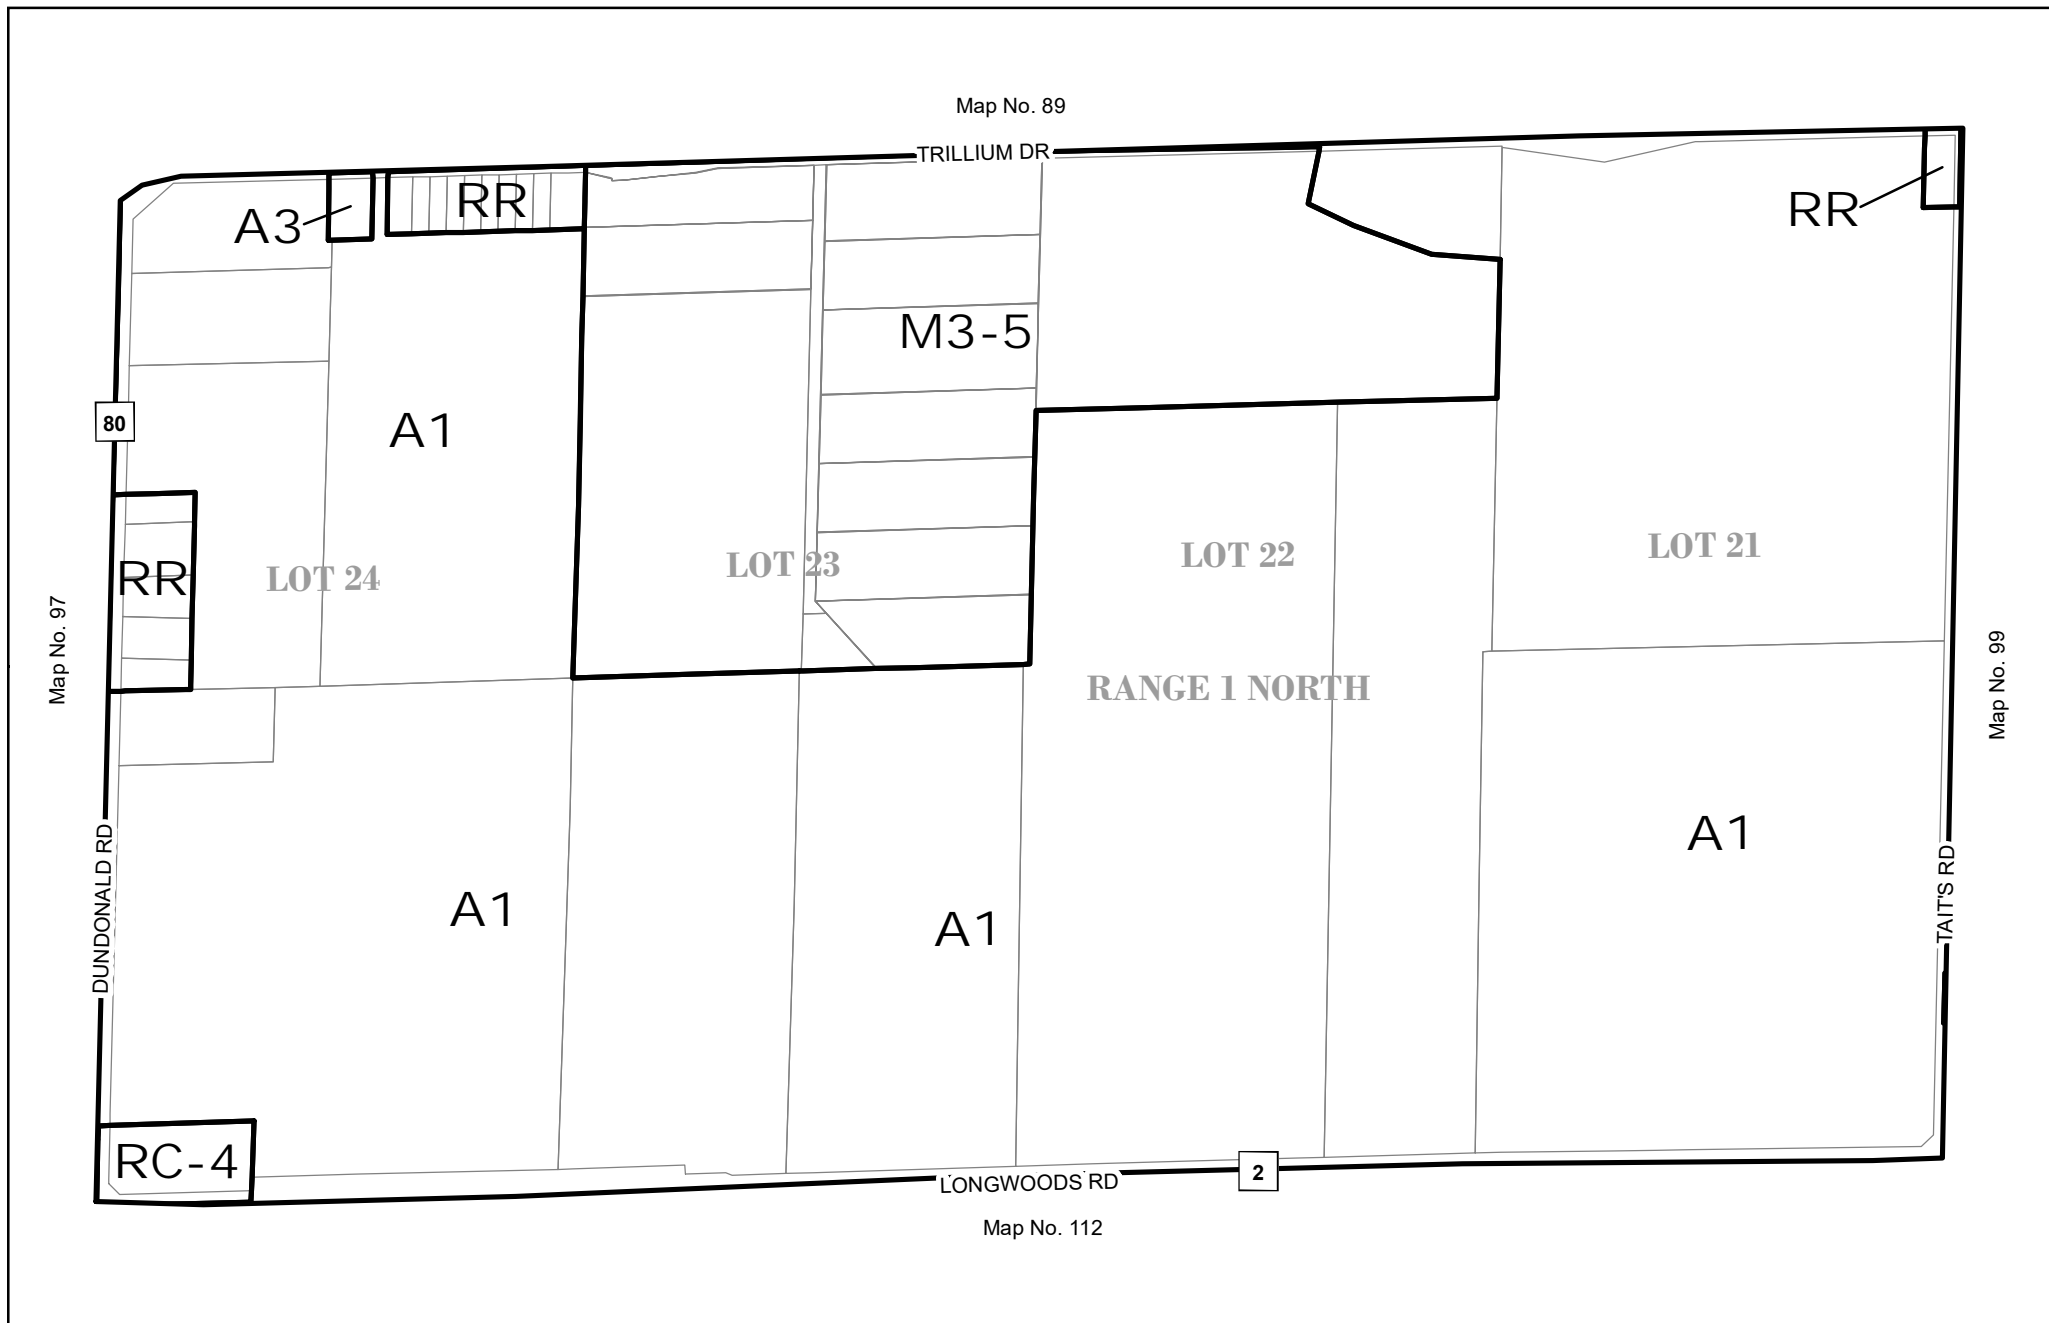 Map No. 89
TRILLIUM DR
A3
RR
RR
M3-5
80
A1
RR
LOT 24
LOT 23
LOT 22
LOT 21
Map No. 97
RANGE 1 NORTH
Map No. 99
A1
DUNDONALD RD
A1
A1
TAIT'S RD
RC-4
LONGWOODS RD
2
Map No. 112